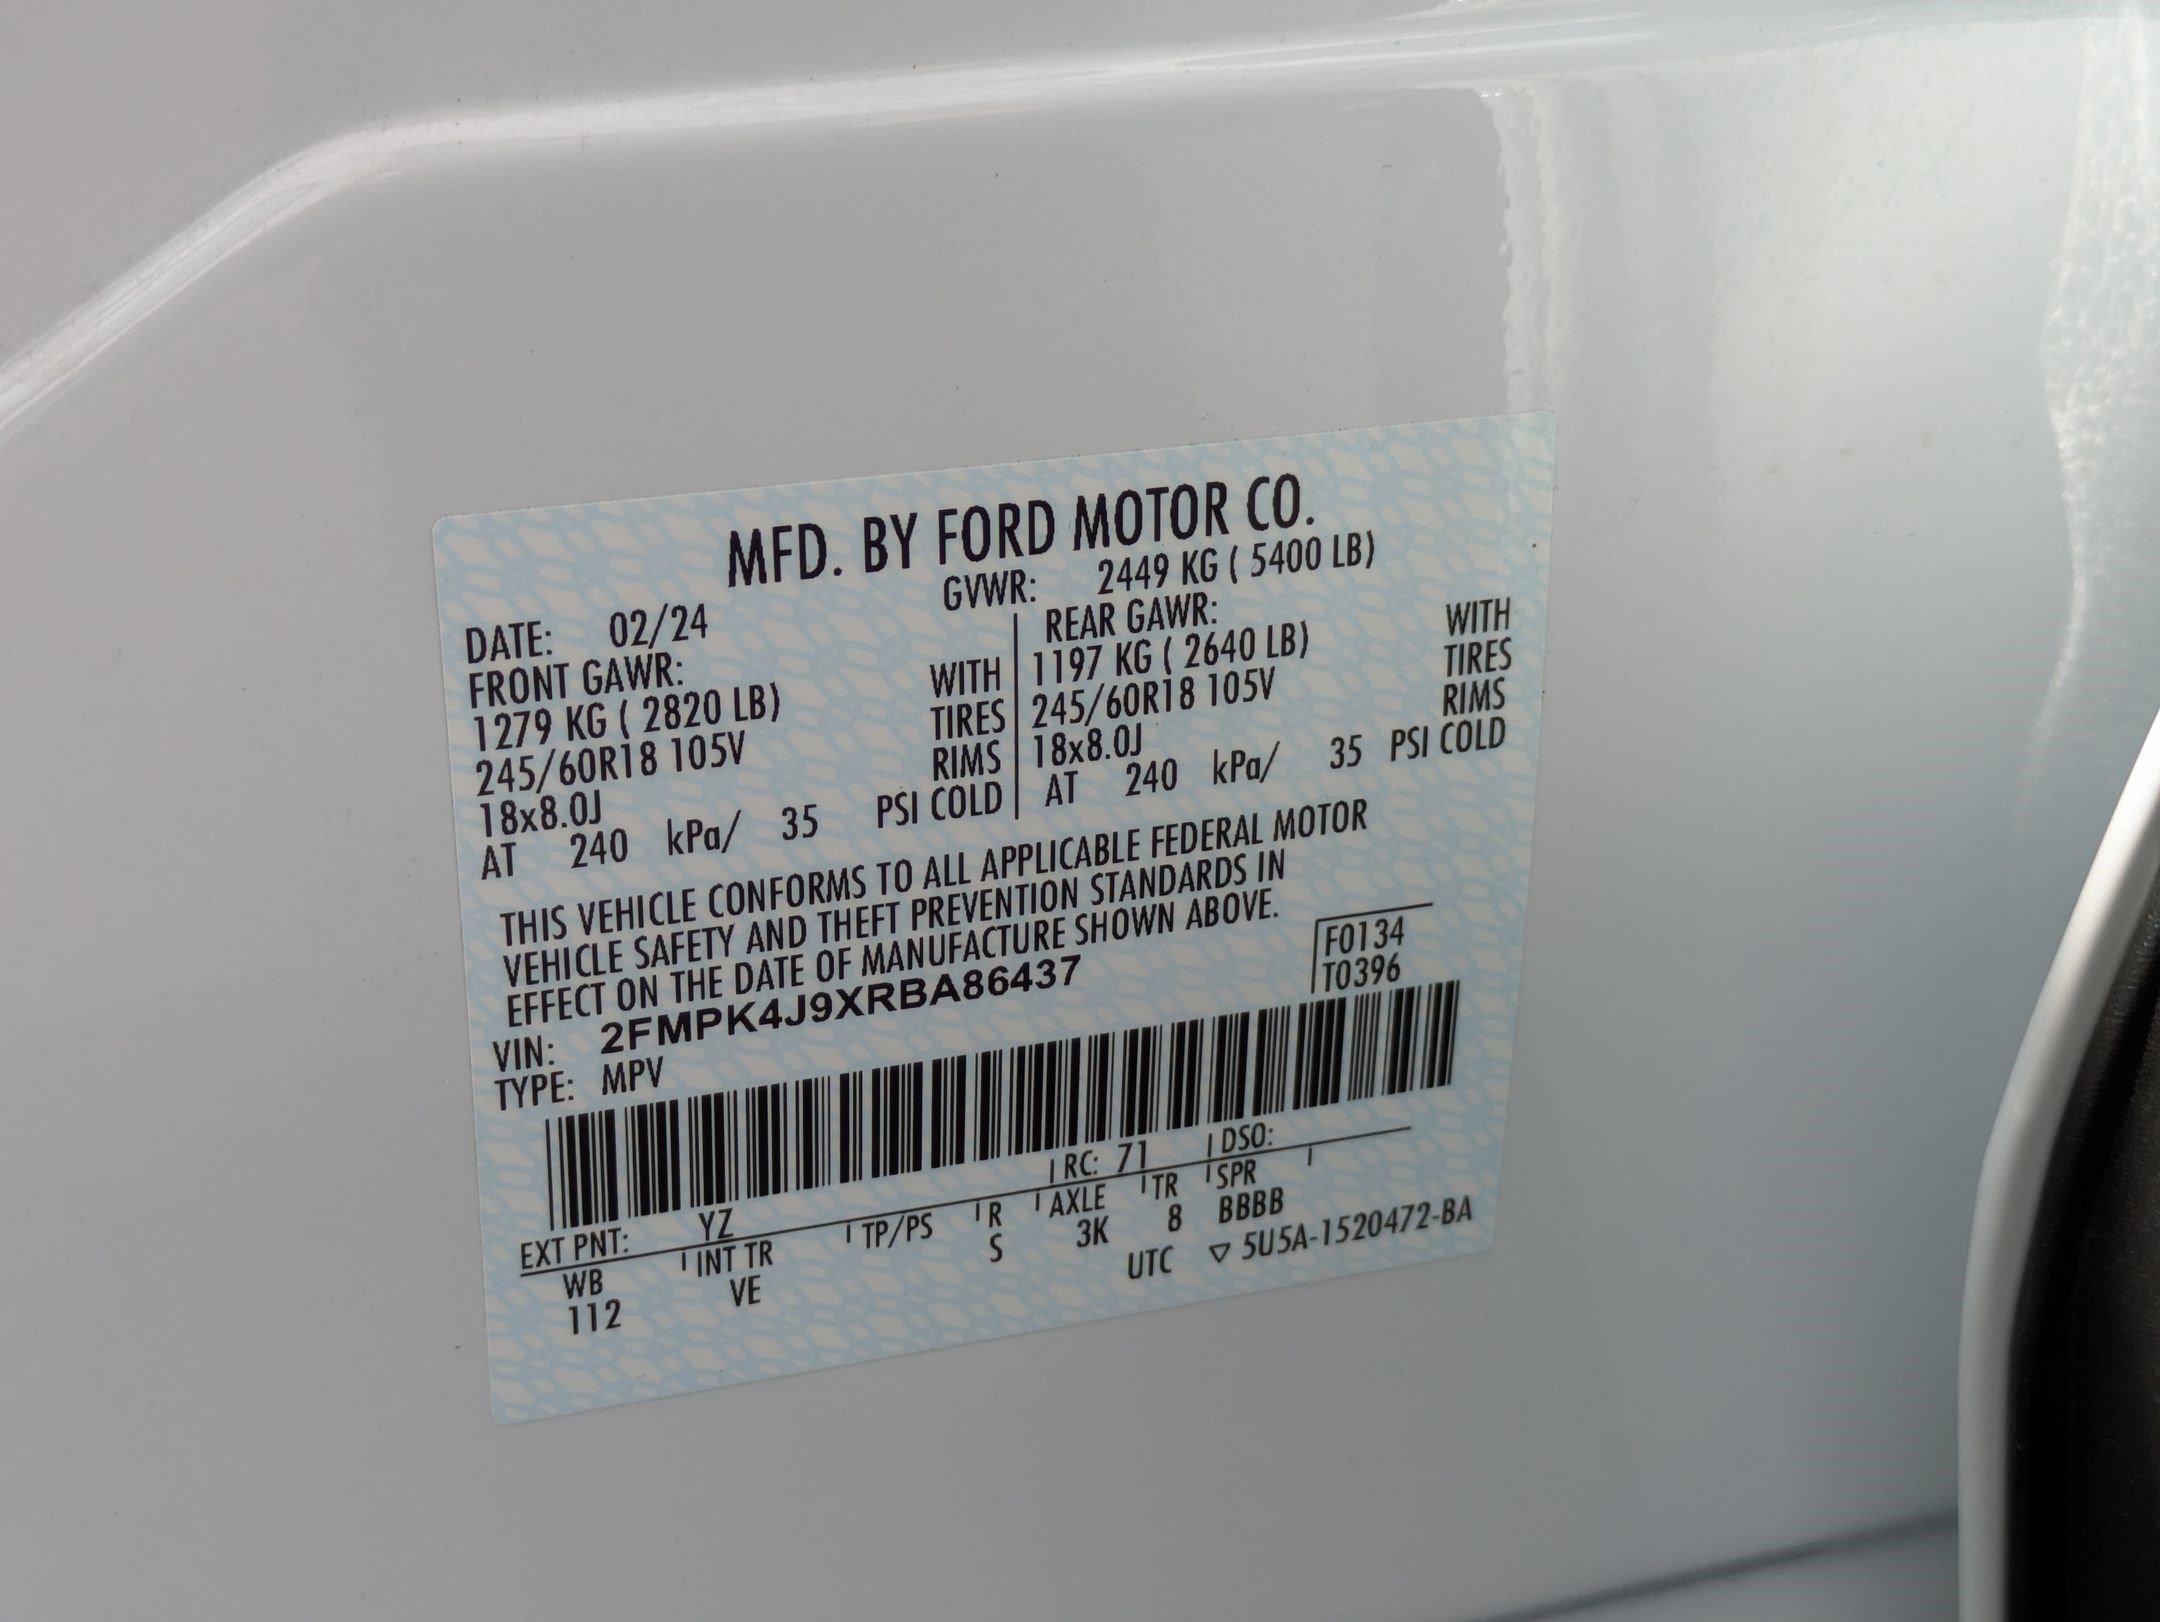 MFD. BY FORD MOTOR CO.
DATE: 02/24 GVWR: 2449 KG ( 5400 LB)
FRONT GAWR: REAR GAWR:
1279 KG ( 2820 LB) WITH 1197 KG ( 2640 LB) WITH
245/60R18 105V TIRES 245/60R18 105V TIRES
18x8.0J RIMS 18x8.0J RIMS
AT 240 kPa/ 35 PSI COLD AT 240 kPa/ 35 PSI COLD
THIS VEHICLE CONFORMS TO ALL APPLICABLE FEDERAL MOTOR
VEHICLE SAFETY AND THEFT PREVENTION STANDARDS IN
EFFECT ON THE DATE OF MANUFACTURE SHOWN ABOVE.
VIN: 2FMPK4J9XRBA86437 F0134
TYPE: MPV T0396
EXT PNT: YZ RC: 71 DSO:
WB INT TR TP/PS R AXLE TR SPR
112 VE S 3K 8 BBBB
UTC ▽ 5U5A-1520472-BA